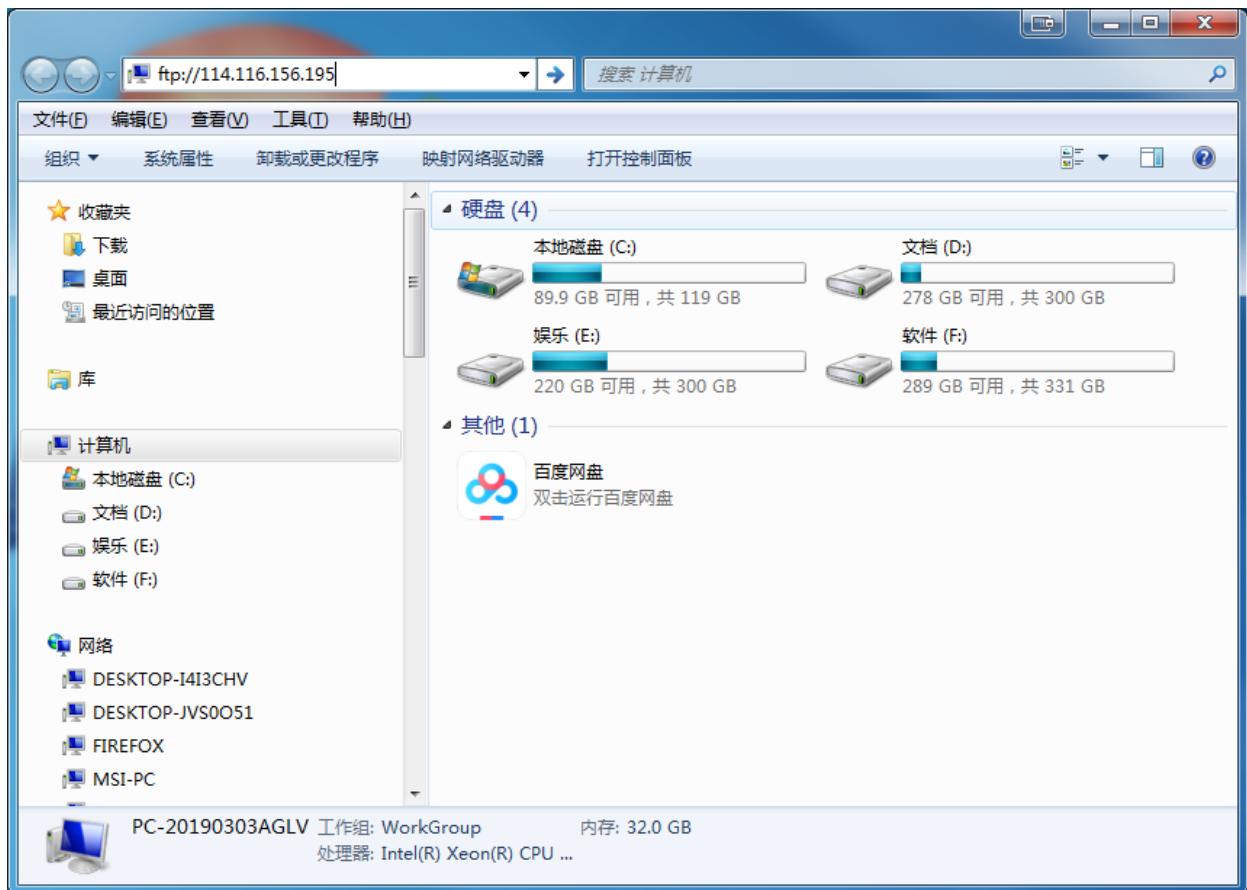 ftp://114.116.156.195
搜索 计算机
文件(F) 编辑(E) 查看(V) 工具(T) 帮助(H)
组织 系统属性 卸载或更改程序 映射网络驱动器 打开控制面板
收藏夹
下载
桌面
最近访问的位置
库
计算机
本地磁盘 (C:)
文档 (D:)
娱乐 (E:)
软件 (F:)
网络
DESKTOP-I4I3CHV
DESKTOP-JVS0O51
FIREFOX
MSI-PC
硬盘 (4)
本地磁盘 (C:)
89.9 GB 可用，共 119 GB
文档 (D:)
278 GB 可用，共 300 GB
娱乐 (E:)
220 GB 可用，共 300 GB
软件 (F:)
289 GB 可用，共 331 GB
其他 (1)
百度网盘
双击运行百度网盘
PC-20190303AGLV 工作组: WorkGroup 内存: 32.0 GB
处理器: Intel(R) Xeon(R) CPU ...